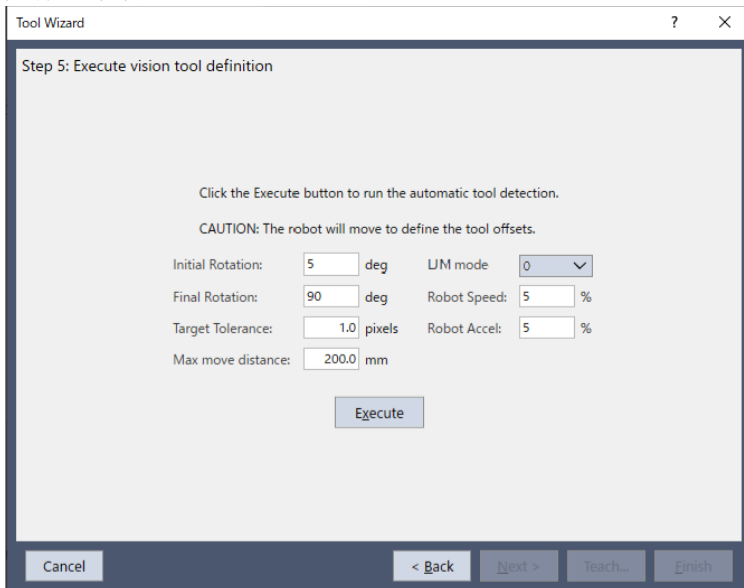 Tool Wizard ? ×
Step 5: Execute vision tool definition
Click the Execute button to run the automatic tool detection.
CAUTION: The robot will move to define the tool offsets.
Initial Rotation: 5 deg LJM mode 0
Final Rotation: 90 deg Robot Speed: 5 %
Target Tolerance: 1.0 pixels Robot Accel: 5 %
Max move distance: 200.0 mm
Execute
Cancel < Back Next > Teach... Finish